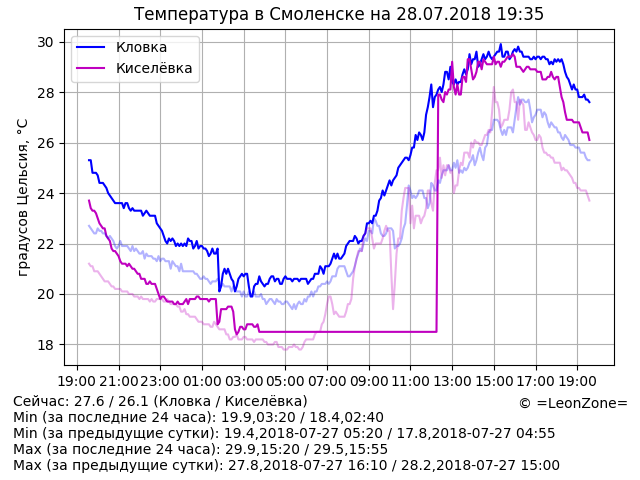 Температура в Смоленске на 28.07.2018 19:35
Кловка
Киселёвка
градусов Цельсия, °C
30
28
26
24
22
20
18
19:00 21:00 23:00 01:00 03:00 05:00 07:00 09:00 11:00 13:00 15:00 17:00 19:00
Сейчас: 27.6 / 26.1 (Кловка / Киселёвка)
© =LeonZone=
Min (за последние 24 часа): 19.9,03:20 / 18.4,02:40
Min (за предыдущие сутки): 19.4,2018-07-27 05:20 / 17.8,2018-07-27 04:55
Max (за последние 24 часа): 29.9,15:20 / 29.5,15:55
Max (за предыдущие сутки): 27.8,2018-07-27 16:10 / 28.2,2018-07-27 15:00